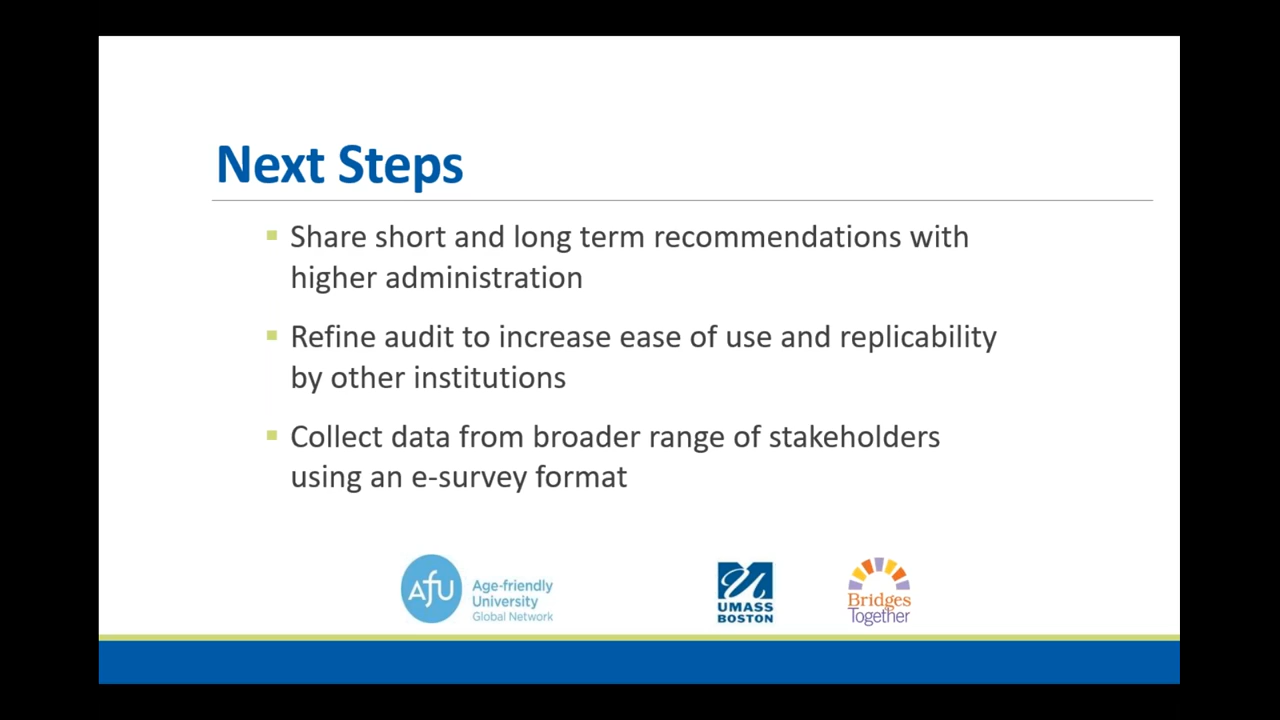 Next Steps
Share short and long term recommendations with
higher administration
Refine audit to increase ease of use and replicability
by other institutions
Collect data from broader range of stakeholders
using an e-survey format
AFU
Age-friendly
University
Global Network
UMASS
BOSTON
Bridges
Together